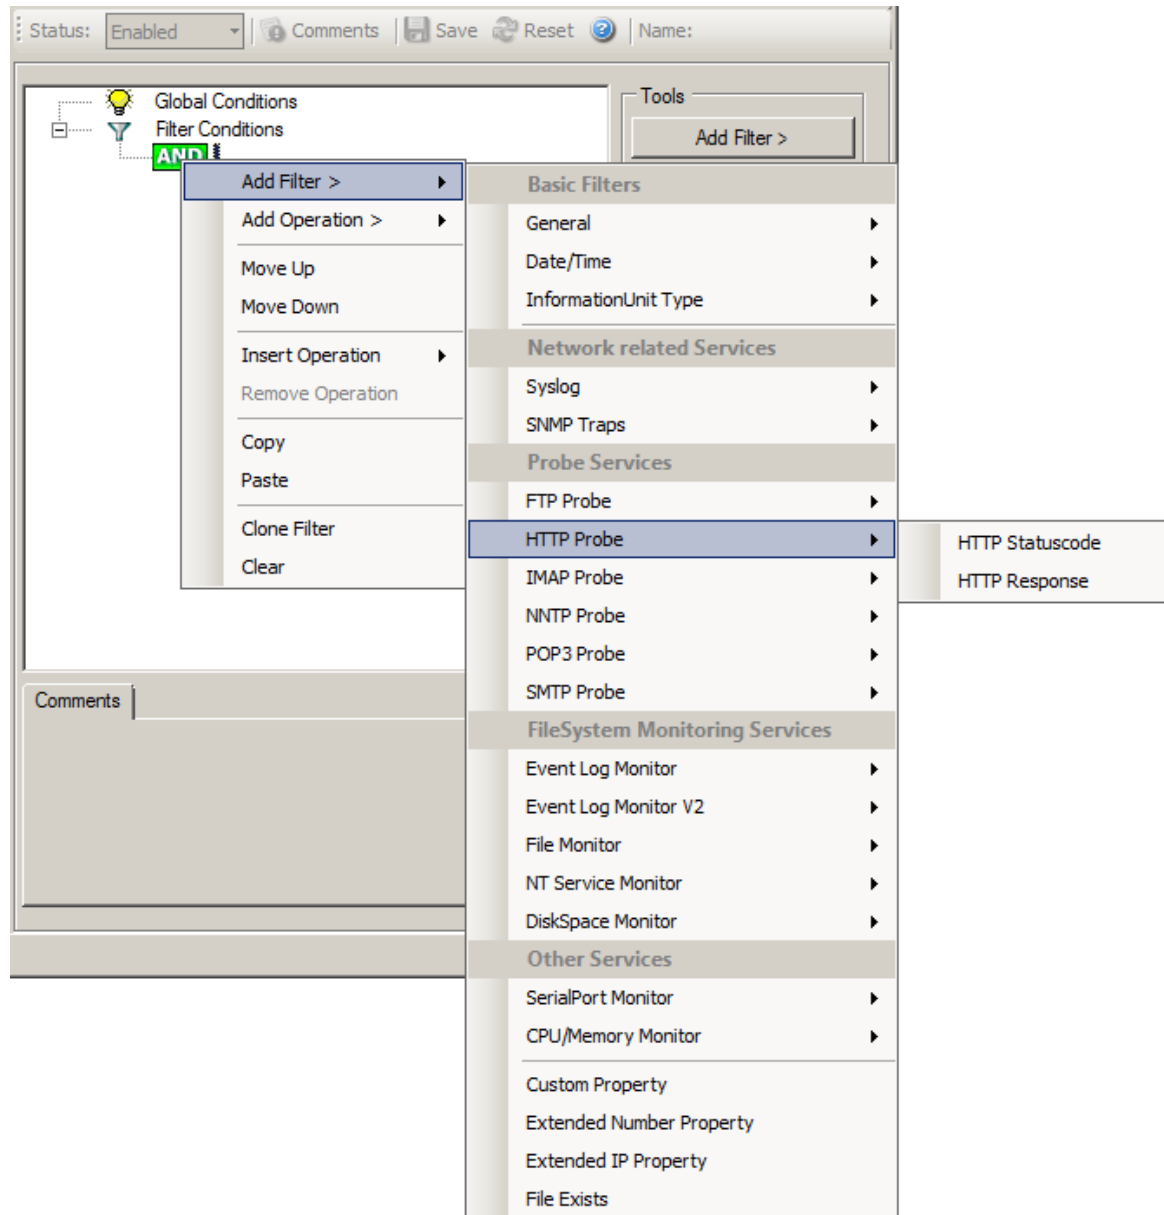 Status: Enabled Comments Save Reset Name:
Global Conditions
Filter Conditions
AND
Tools
Add Filter >
Add Filter >
Add Operation >
Move Up
Move Down
Insert Operation
Remove Operation
Copy
Paste
Clone Filter
Clear
Basic Filters
General
Date/Time
InformationUnit Type
Network related Services
Syslog
SNMP Traps
Probe Services
FTP Probe
HTTP Probe
IMAP Probe
NNTP Probe
POP3 Probe
SMTP Probe
FileSystem Monitoring Services
Event Log Monitor
Event Log Monitor V2
File Monitor
NT Service Monitor
DiskSpace Monitor
Other Services
SerialPort Monitor
CPU/Memory Monitor
Custom Property
Extended Number Property
Extended IP Property
File Exists
HTTP Statuscode
HTTP Response
Comments